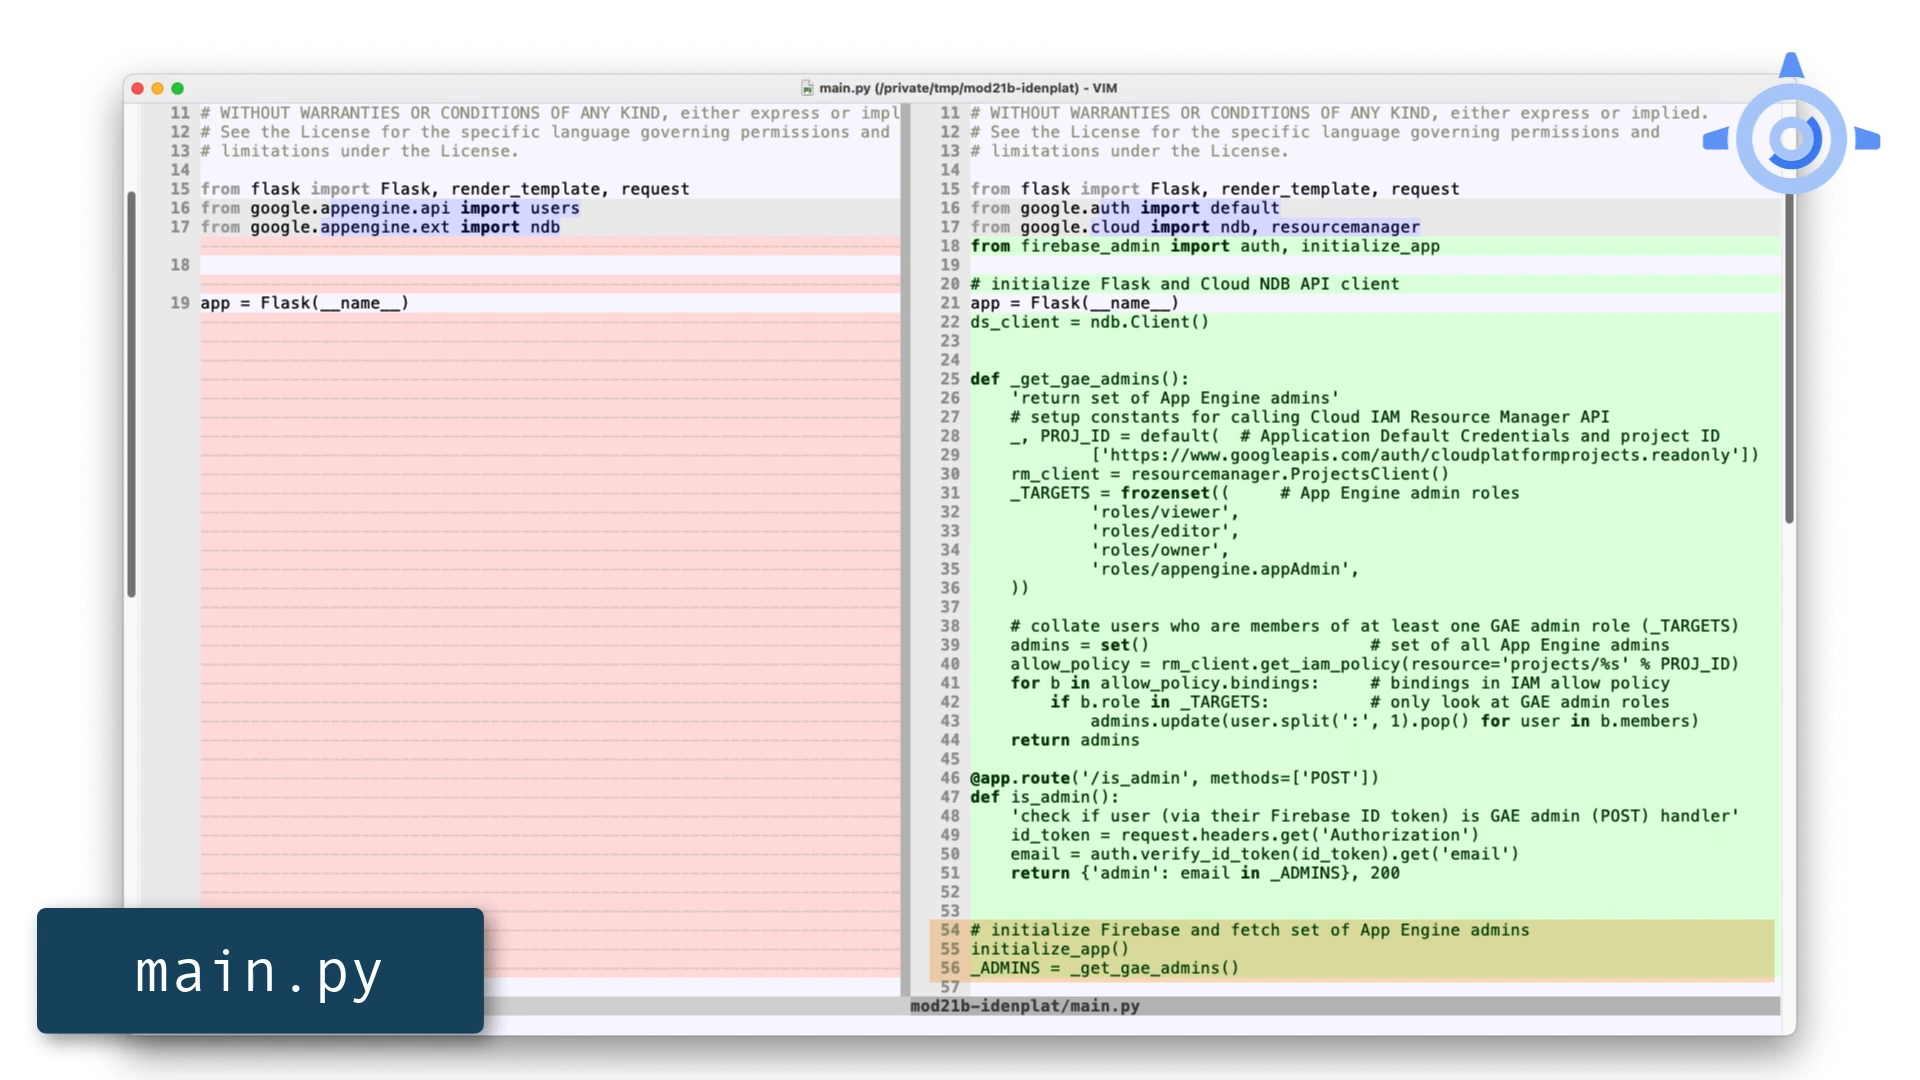 main.py (/private/tmp/mod21b-idenplat) - VIM
11 # WITHOUT WARRANTIES OR CONDITIONS OF ANY KIND, either express or impl
12 # See the License for the specific language governing permissions and
13 # limitations under the License.
14
15 from flask import Flask, render_template, request
16 from google.appengine.api import users
17 from google.appengine.ext import ndb
18
19 app = Flask(__name__)
11 # WITHOUT WARRANTIES OR CONDITIONS OF ANY KIND, either express or implied.
12 # See the License for the specific language governing permissions and
13 # limitations under the License.
14
15 from flask import Flask, render_template, request
16 from google.auth import default
17 from google.cloud import ndb, resourcemanager
18 from firebase_admin import auth, initialize_app
19
20 # initialize Flask and Cloud NDB API client
21 app = Flask(__name__)
22 ds_client = ndb.Client()
23
24
25 def _get_gae_admins():
26     'return set of App Engine admins'
27     # setup constants for calling Cloud IAM Resource Manager API
28     _, PROJ_ID = default(  # Application Default Credentials and project ID
29             ['https://www.googleapis.com/auth/cloudplatformprojects.readonly'])
30     rm_client = resourcemanager.ProjectsClient()
31     _TARGETS = frozenset((     # App Engine admin roles
32             'roles/viewer',
33             'roles/editor',
34             'roles/owner',
35             'roles/appengine.appAdmin',
36     ))
37
38     # collate users who are members of at least one GAE admin role (_TARGETS)
39     admins = set()                      # set of all App Engine admins
40     allow_policy = rm_client.get_iam_policy(resource='projects/%s' % PROJ_ID)
41     for b in allow_policy.bindings:     # bindings in IAM allow policy
42         if b.role in _TARGETS:          # only look at GAE admin roles
43             admins.update(user.split(':', 1).pop() for user in b.members)
44     return admins
45
46 @app.route('/is_admin', methods=['POST'])
47 def is_admin():
48     'check if user (via their Firebase ID token) is GAE admin (POST) handler'
49     id_token = request.headers.get('Authorization')
50     email = auth.verify_id_token(id_token).get('email')
51     return {'admin': email in _ADMINS}, 200
52
53
54 # initialize Firebase and fetch set of App Engine admins
55 initialize_app()
56 _ADMINS = _get_gae_admins()
57
mod21b-idenplat/main.py
main.py